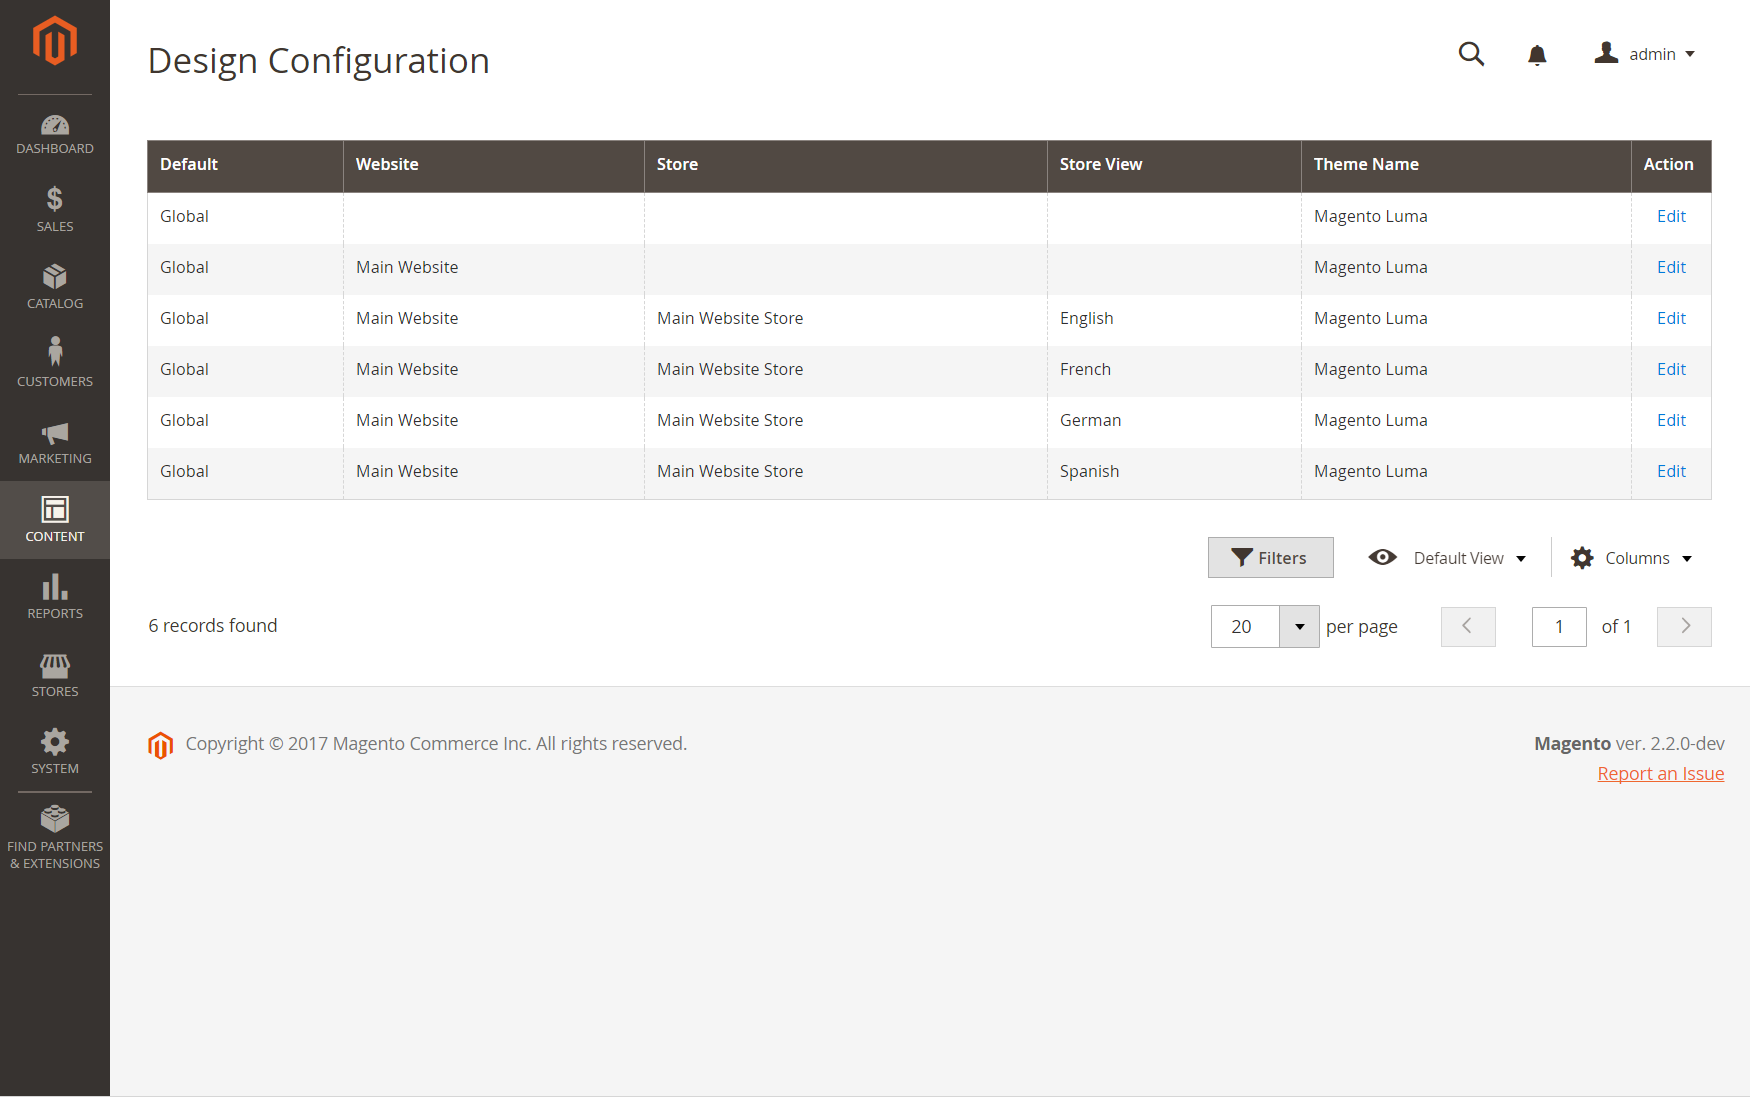 Design Configuration
admin
DASHBOARD
SALES
CATALOG
CUSTOMERS
MARKETING
CONTENT
REPORTS
STORES
SYSTEM
FIND PARTNERS
& EXTENSIONS
Default Website Store Store View Theme Name Action
Global Magento Luma Edit
Global Main Website Magento Luma Edit
Global Main Website Main Website Store English Magento Luma Edit
Global Main Website Main Website Store French Magento Luma Edit
Global Main Website Main Website Store German Magento Luma Edit
Global Main Website Main Website Store Spanish Magento Luma Edit
Filters Default View Columns
6 records found 20 per page 1 of 1
Copyright © 2017 Magento Commerce Inc. All rights reserved. Magento ver. 2.2.0-dev
Report an Issue